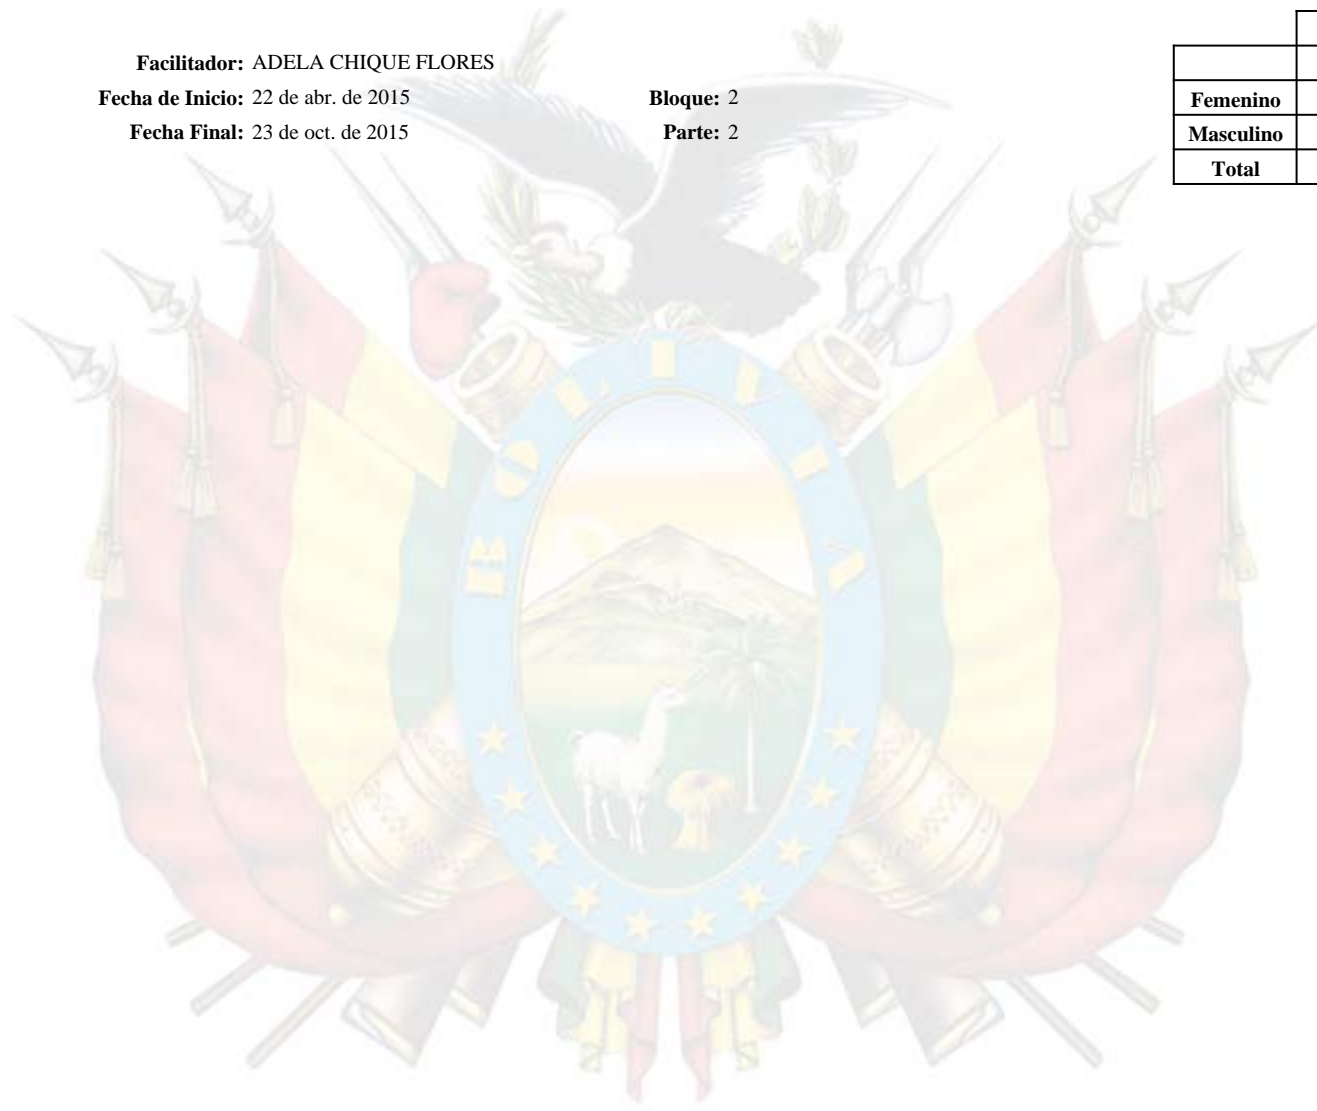 Facilitador: ADELA CHIQUE FLORES
Fecha de Inicio: 22 de abr. de 2015
Bloque: 2
Fecha Final: 23 de oct. de 2015
Parte: 2
Femenino
Masculino
Total
BOLIVIA